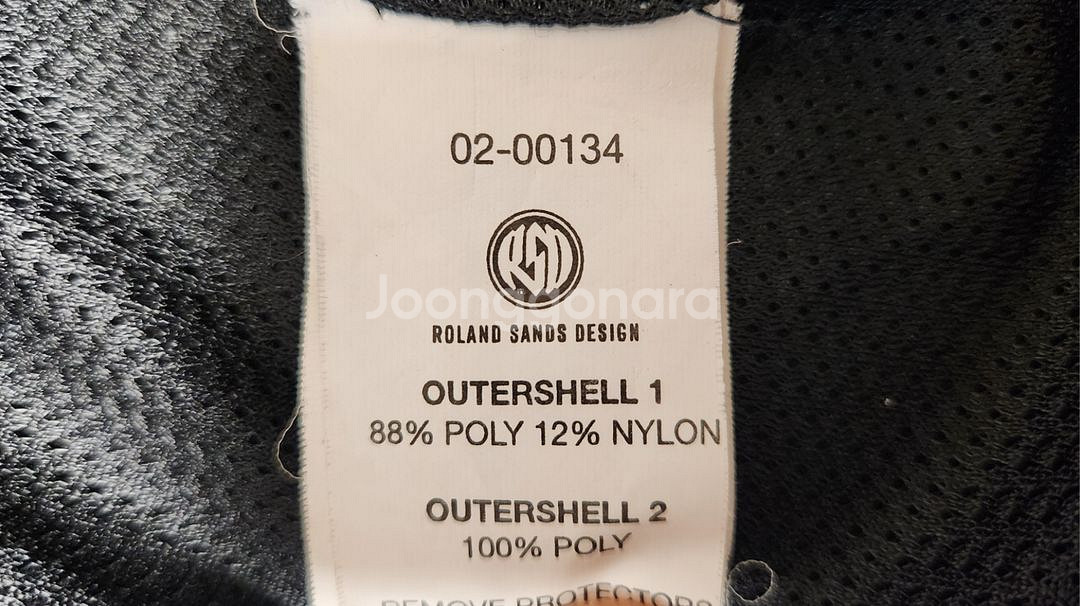 02-00134
RSD
Joonggonara
ROLAND SANDS DESIGN
OUTERSHELL 1
88% POLY 12% NYLON
OUTERSHELL 2
100% POLY
REMOVE PROTECTORS